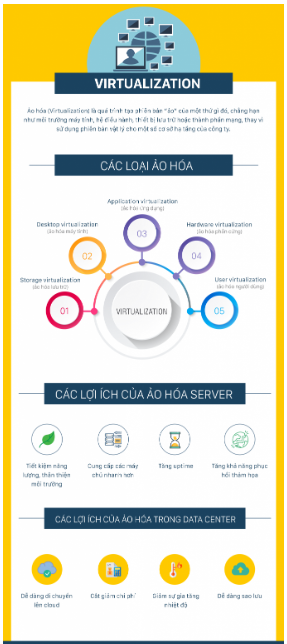 VIRTUALIZATION
Ảo hóa (Virtualization) là quá trình tạo phiên bản "ảo" của một thứ gì đó, chẳng hạn
như môi trường máy tính, hệ điều hành, thiết bị lưu trữ hoặc thành phần mạng, thay vì
sử dụng phiên bản vật lý cho một số cơ sở hạ tầng của công ty.
CÁC LOẠI ẢO HÓA
Application virtualization
(ảo hóa ứng dụng)
03
Desktop virtualization
(ảo hóa máy tính)
02
Hardware virtualization
(ảo hóa phần cứng)
04
Storage virtualization
(ảo hóa lưu trữ)
01
User virtualization
(ảo hóa người dùng)
05
VIRTUALIZATION
CÁC LỢI ÍCH CỦA ẢO HÓA SERVER
Tiết kiệm năng
lượng, thân thiện
môi trường
Cung cấp các máy
chủ nhanh hơn
Tăng uptime
Tăng khả năng phục
hồi thảm họa
CÁC LỢI ÍCH CỦA ẢO HÓA TRONG DATA CENTER
Dễ dàng di chuyển
lên cloud
Cắt giảm chi phí
Giảm sự gia tăng
nhiệt độ
Dễ dàng sao lưu